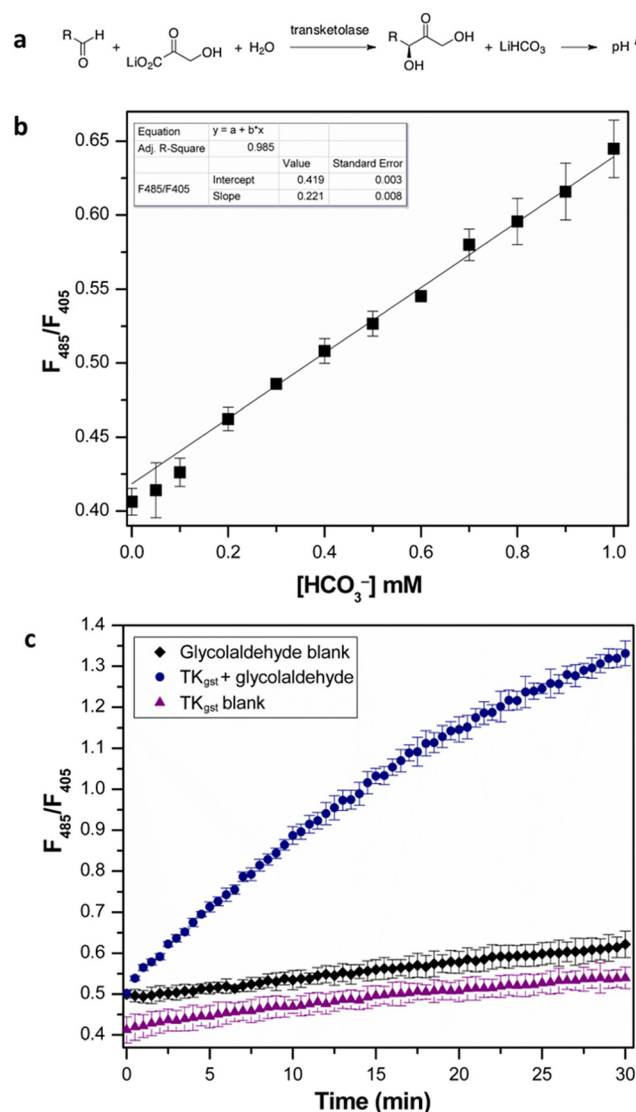 a
R
O
+
LiO₂C
O
OH
+ H₂O
transketolase
R
O
OH
OH
+ LiHCO₃
pH
b
Equation y = a + b*x
Adj. R-Square 0.985
Value Standard Error
F485/F405 Intercept 0.419 0.003
Slope 0.221 0.008
0.65
0.60
0.55
0.50
0.45
0.40
F₄₈₅/F₄₀₅
0.0 0.2 0.4 0.6 0.8 1.0
[HCO₃⁻] mM
c
Glycolaldehyde blank
TKgst + glycolaldehyde
TKgst blank
1.4
1.3
1.2
1.1
1.0
0.9
0.8
0.7
0.6
0.5
0.4
F₄₈₅/F₄₀₅
0 5 10 15 20 25 30
Time (min)